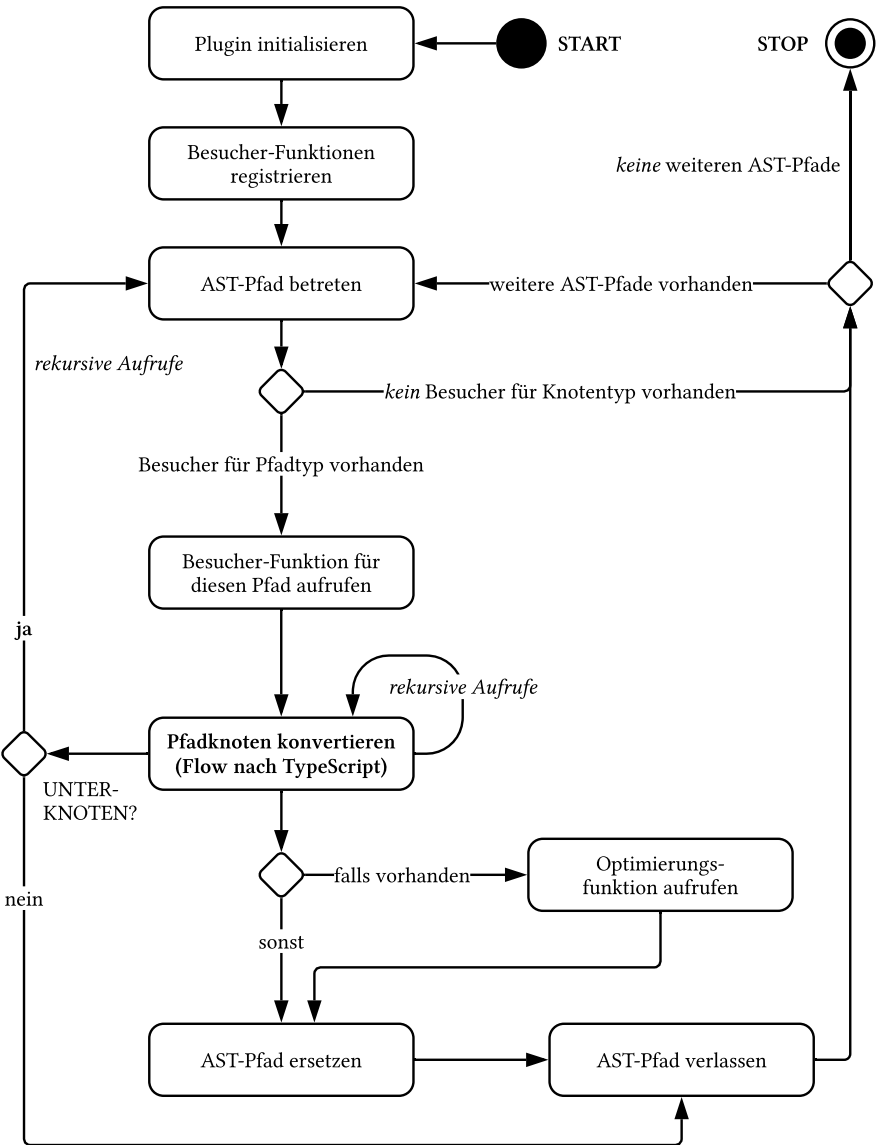 Plugin initialisieren
START
STOP
Besucher-Funktionen
registrieren
keine weiteren AST-Pfade
AST-Pfad betreten
weitere AST-Pfade vorhanden
rekursive Aufrufe
kein Besucher für Knotentyp vorhanden
Besucher für Pfadtyp vorhanden
Besucher-Funktion für
diesen Pfad aufrufen
ja
rekursive Aufrufe
Pfadknoten konvertieren
(Flow nach TypeScript)
UNTER-
KNOTEN?
falls vorhanden
Optimierungs-
funktion aufrufen
nein
sonst
AST-Pfad ersetzen
AST-Pfad verlassen